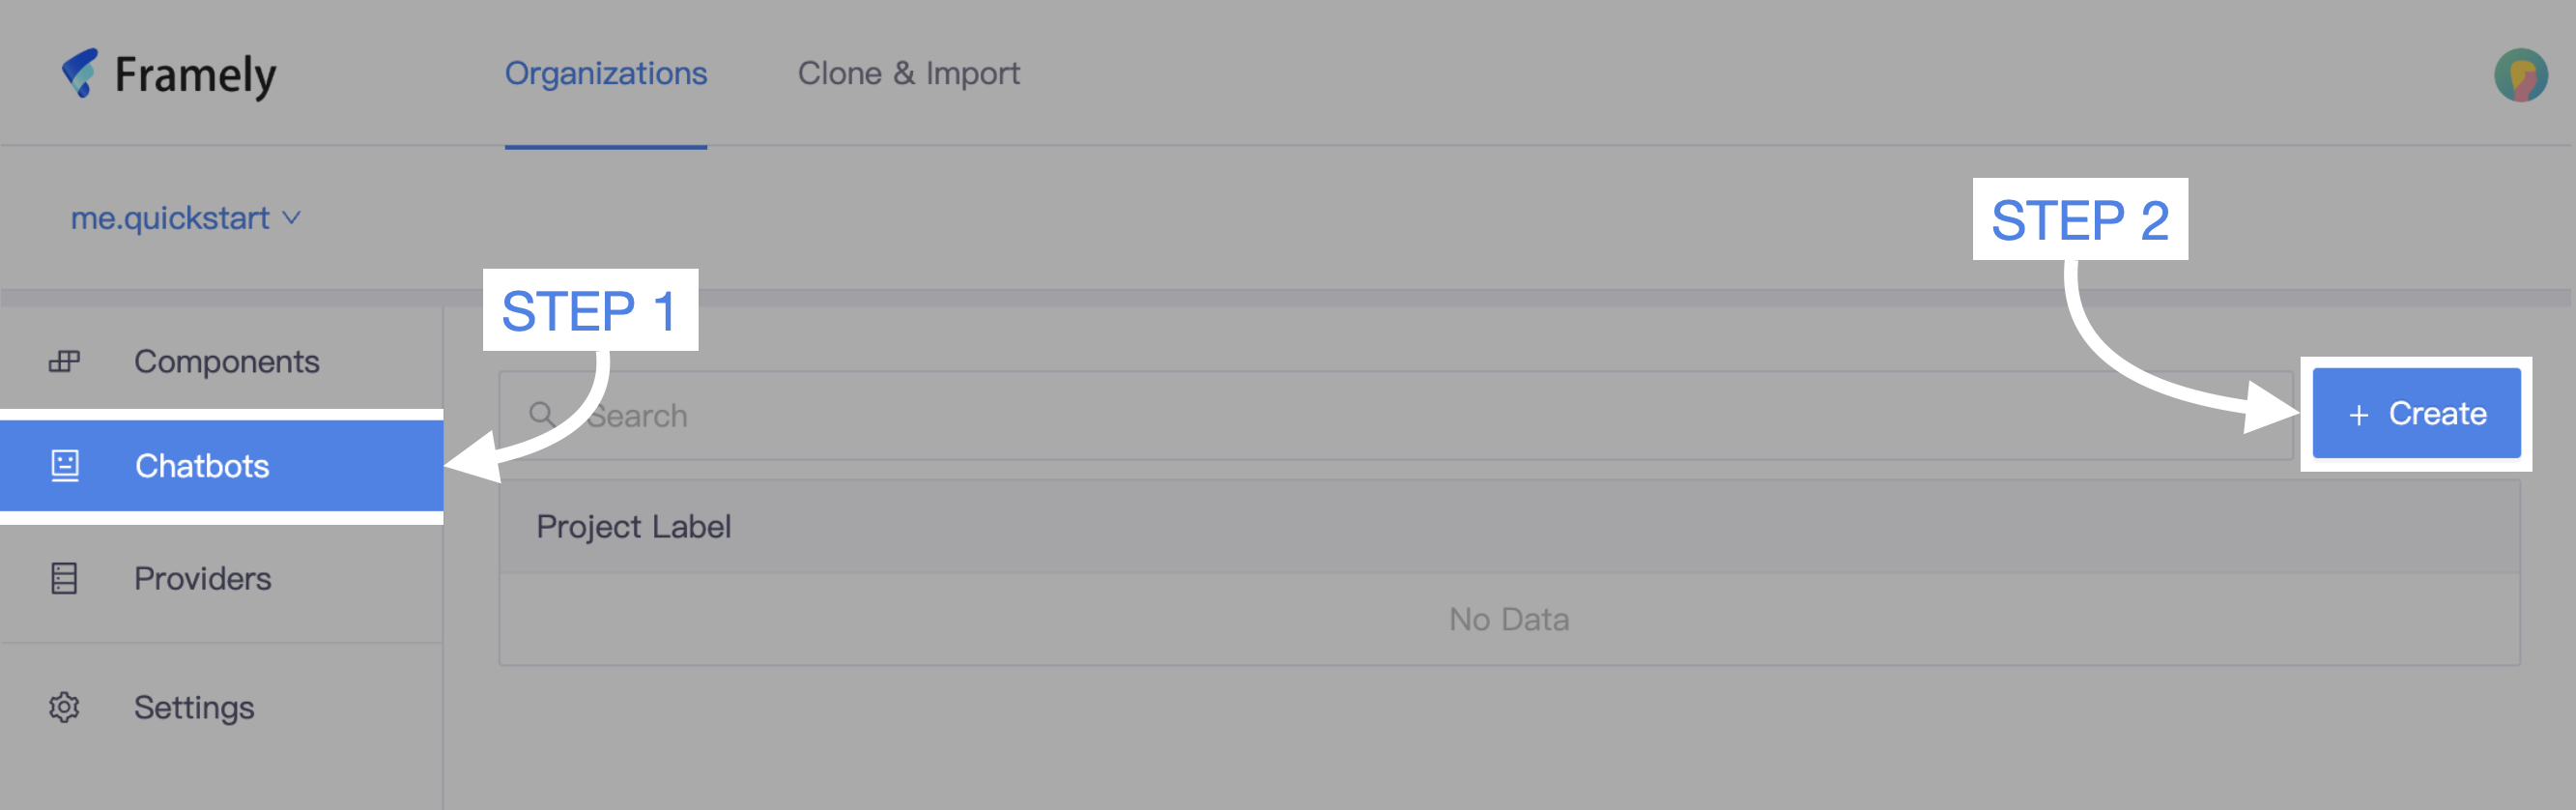 Framely
Organizations
Clone & Import
me.quickstart
STEP 1
STEP 2
Components
Chatbots
Providers
Settings
Search
+ Create
Project Label
No Data